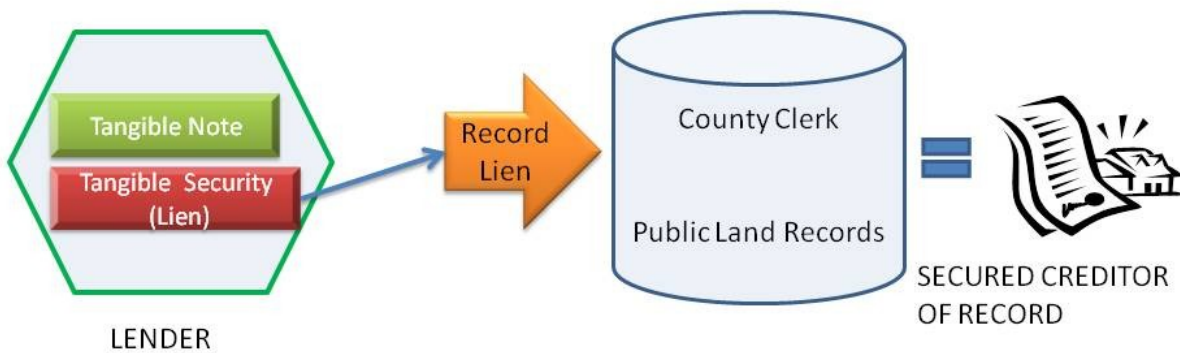 Tangible Note
Tangible Security
(Lien)
LENDER
Record
Lien
County Clerk
Public Land Records
SECURED CREDITOR
OF RECORD